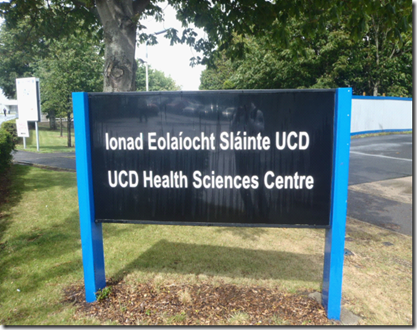 Ionad Eolaíocht Sláinte UCD
UCD Health Sciences Centre